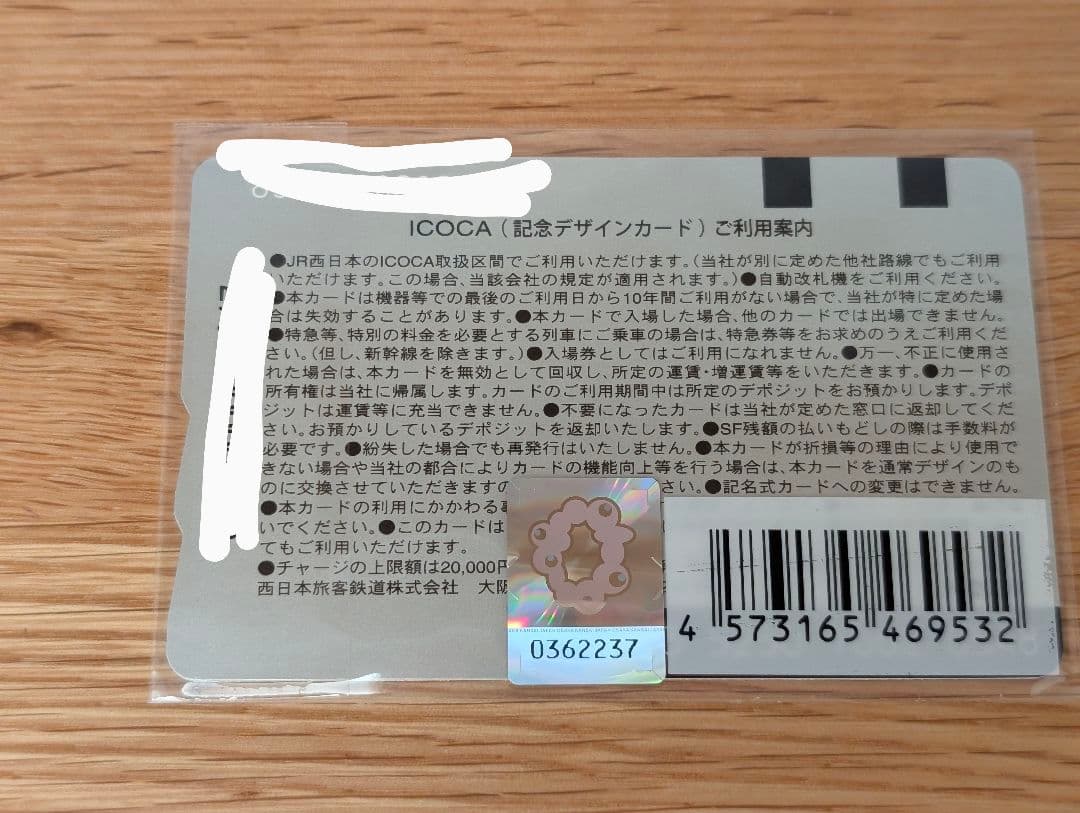 ICOCA(記念デザインカード)ご利用案内
●JR西日本のICOCA取扱区間でご利用いただけます。(当社が別に定めた他社路線でもご利用
いただけます。この場合、当該会社の規定が適用されます。)●自動改札機をご利用ください。
●本カードは機器等での最後のご利用日から10年間ご利用がない場合で、当社が特に定めた場
合は失効することがあります。●本カードで入場した場合、他のカードでは出場できません。
●特急等、特別の料金を必要とする列車にご乗車の場合は、特急券等をお求めのうえご利用くだ
さい。(但し、新幹線を除きます。)●入場券としてはご利用になれません。●万一、不正に使用さ
れた場合は、本カードを無効として回収し、所定の運賃・増運賃等をいただきます。●カードの
所有権は当社に帰属します。カードのご利用期間中は所定のデポジットをお預かりします。デポ
ジットは運賃等に充当できません。●不要になったカードは当社が定めた窓口に返却してくだ
さい。お預かりしているデポジットを返却いたします。●SF残額の払いもどしの際は手数料が
必要です。●紛失した場合でも再発行はいたしません。●本カードが折損等の理由により使用で
きない場合や当社の都合によりカードの機能向上等を行う場合は、本カードを通常デザインのも
のに交換させていただきますの さい。●記名式カードへの変更はできません。
●本カードの利用にかかわる
いでください。●このカードは
てもご利用いただけます。
●チャージの上限額は20,000円
西日本旅客鉄道株式会社 大阪
0362237
4 573165 469532